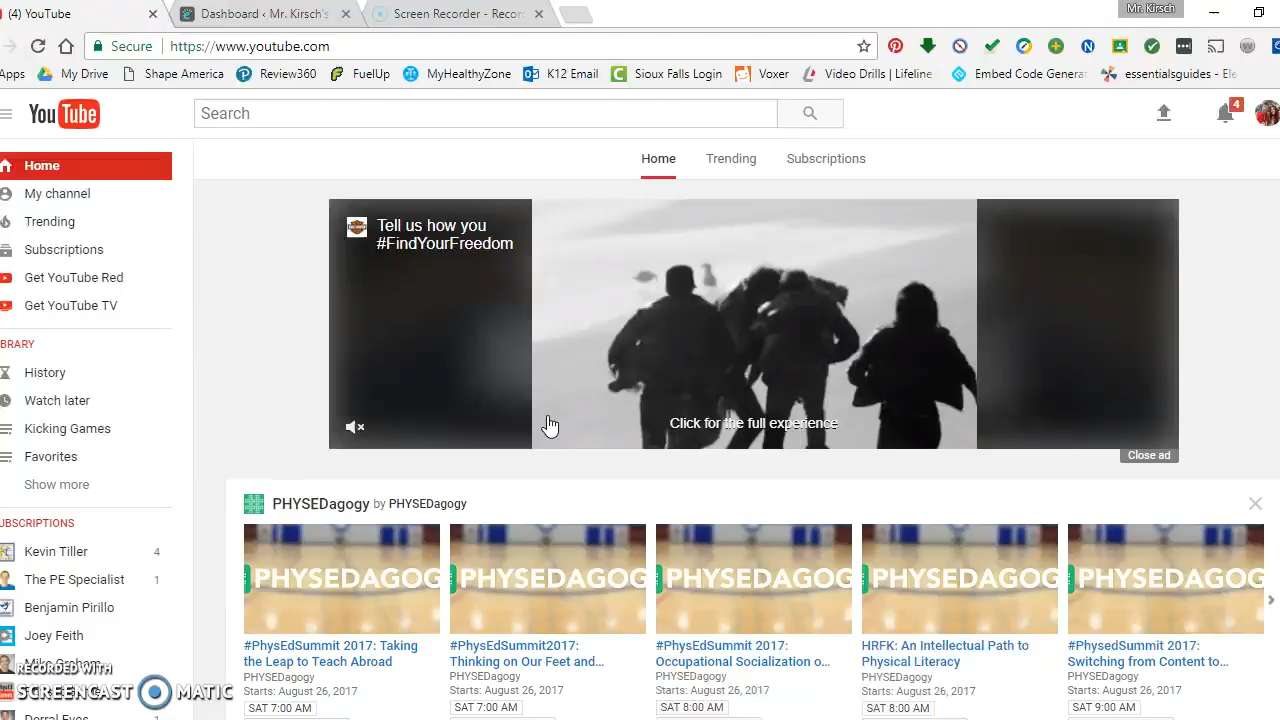 (4) YouTube
Dashboard ‹ Mr. Kirsch's
Screen Recorder - Recor
Mr. Kirsch
Secure
https://www.youtube.com
Apps
My Drive
Shape America
Review360
FuelUp
MyHealthyZone
K12 Email
Sioux Falls Login
Voxer
Video Drills | Lifeline
Embed Code Genera
essentialsguides - Ele
YouTube
Search
4
Home
Trending
Subscriptions
Home
My channel
Trending
Subscriptions
Get YouTube Red
Get YouTube TV
IBRARY
History
Watch later
Kicking Games
Favorites
Show more
UBSCRIPTIONS
Kevin Tiller 4
The PE Specialist 1
Benjamin Pirillo
Joey Feith
RECORDED WITH
SCREENCAST MATIC
Tell us how you
#FindYourFreedom
Click for the full experience
Close ad
PHYSEDagogy by PHYSEDagogy
PHYSEDAGOG
PHYSEDAGOG
PHYSEDAGOG
PHYSEDAGOG
PHYSEDAGOG
#PhysEdSummit 2017: Taking
the Leap to Teach Abroad
PHYSEDagogy
Starts: August 26, 2017
SAT 7:00 AM
#PhysEdSummit2017:
Thinking on Our Feet and...
PHYSEDagogy
Starts: August 26, 2017
SAT 7:00 AM
#PhysEdSummit 2017:
Occupational Socialization o...
PHYSEDagogy
Starts: August 26, 2017
SAT 8:00 AM
HRFK: An Intellectual Path to
Physical Literacy
PHYSEDagogy
Starts: August 26, 2017
SAT 8:00 AM
#PhysedSummit 2017:
Switching from Content to...
PHYSEDagogy
Starts: August 26, 2017
SAT 9:00 AM